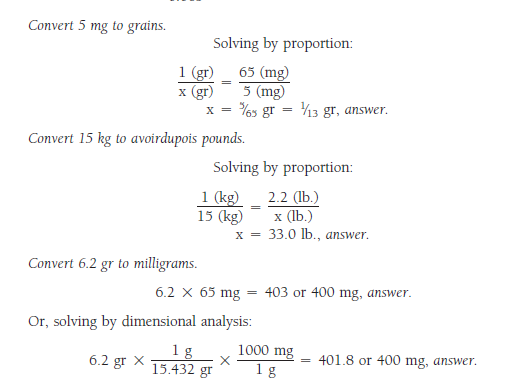 Convert 5 mg to grains.
Solving by proportion:
1 (gr) / x (gr) = 65 (mg) / 5 (mg)
x = 5/65 gr = 1/13 gr, answer.
Convert 15 kg to avoirdupois pounds.
Solving by proportion:
1 (kg) / 15 (kg) = 2.2 (lb.) / x (lb.)
x = 33.0 lb., answer.
Convert 6.2 gr to milligrams.
6.2 × 65 mg = 403 or 400 mg, answer.
Or, solving by dimensional analysis:
6.2 gr × 1 g / 15.432 gr × 1000 mg / 1 g = 401.8 or 400 mg, answer.